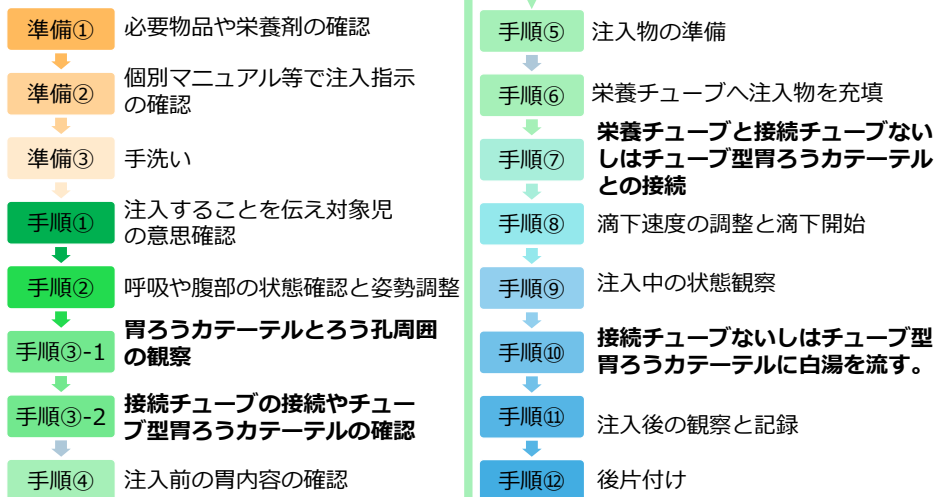 準備① 必要物品や栄養剤の確認
準備② 個別マニュアル等で注入指示
の確認
準備③ 手洗い
手順① 注入することを伝え対象児
の意思確認
手順② 呼吸や腹部の状態確認と姿勢調整
手順③-1 胃ろうカテーテルとろう孔周囲
の観察
手順③-2 接続チューブの接続やチュー
ブ型胃ろうカテーテルの確認
手順④ 注入前の胃内容の確認
手順⑤ 注入物の準備
手順⑥ 栄養チューブへ注入物を充填
手順⑦ 栄養チューブと接続チューブない
しはチューブ型胃ろうカテーテル
との接続
手順⑧ 滴下速度の調整と滴下開始
手順⑨ 注入中の状態観察
手順⑩ 接続チューブないしはチューブ型
胃ろうカテーテルに白湯を流す。
手順⑪ 注入後の観察と記録
手順⑫ 後片付け